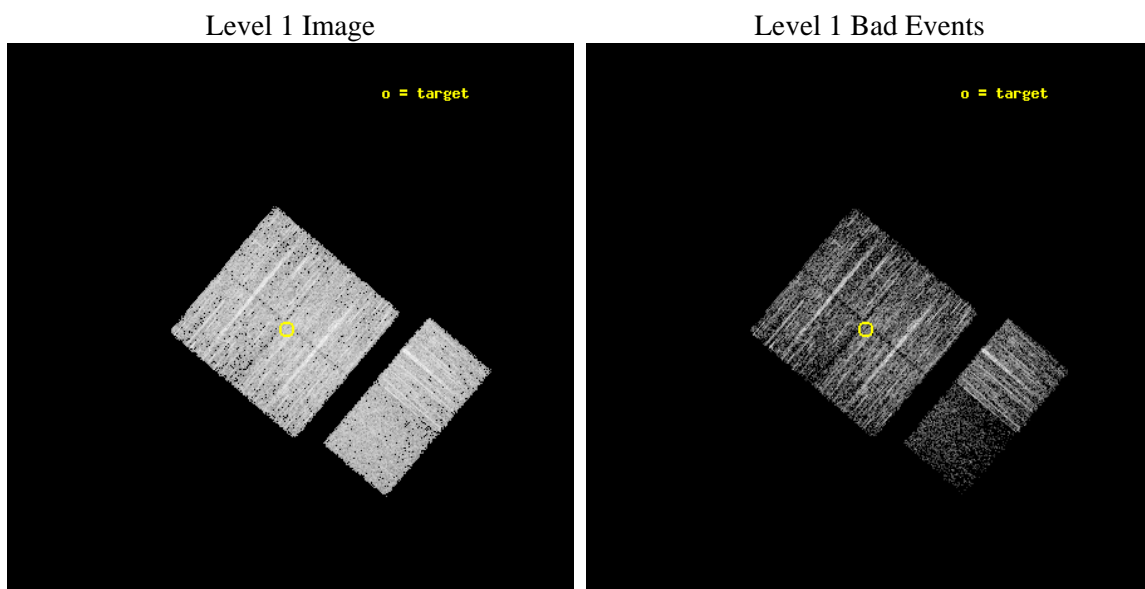 Level 1 Image
Level 1 Bad Events
o = target
o = target